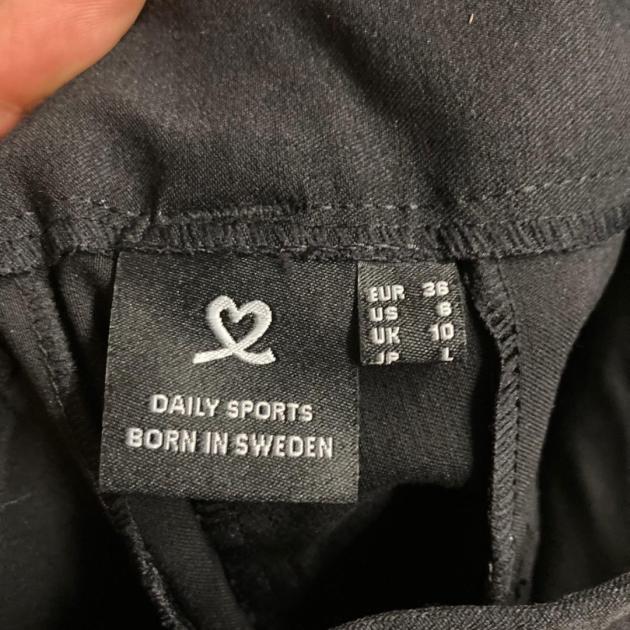 DAILY SPORTS
BORN IN SWEDEN
EUR 36
US 6
UK 10
JP L